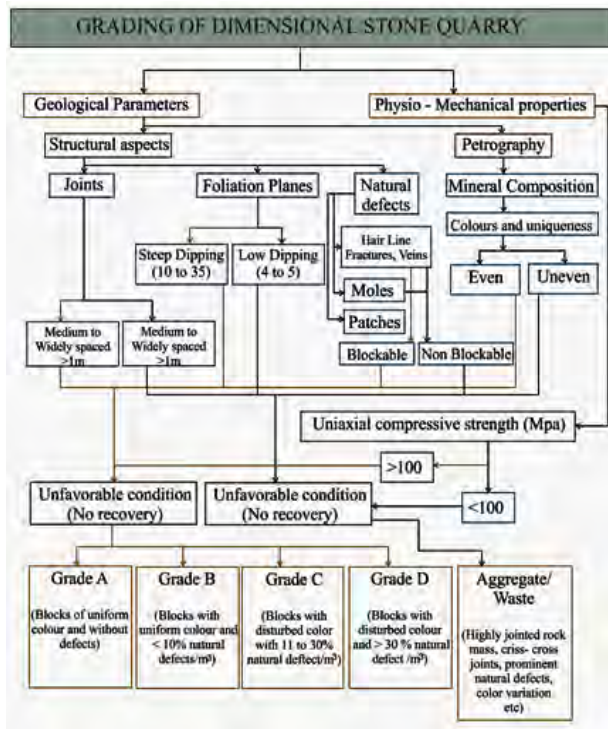 GRADING OF DIMENSIONAL STONE QUARRY
Geological Parameters
Physio - Mechanical properties
Structural aspects
Petrography
Joints
Foliation Planes
Natural
defects
Mineral Composition
Colours and uniqueness
Steep Dipping
(10 to 35)
Low Dipping
(4 to 5)
Hair Line
Fractures, Veins
Even
Uneven
Moles
Patches
Medium to
Widely spaced
>1m
Medium to
Widely spaced
>1m
Blockable
Non Blockable
Uniaxial compressive strength (Mpa)
>100
<100
Unfavorable condition
(No recovery)
Unfavorable condition
(No recovery)
Grade A
(Blocks of uniform
colour and without
defects)
Grade B
(Blocks with
uniform colour and
< 10% natural
defects/m³)
Grade C
(Blocks with
disturbed color
with 11 to 30%
natural deflect/m³)
Grade D
(Blocks with
disturbed colour
and > 30 % natural
defect /m³)
Aggregate/
Waste
(Highly jointed rock
mass, criss- cross
joints, prominent
natural defects,
color variation
etc)